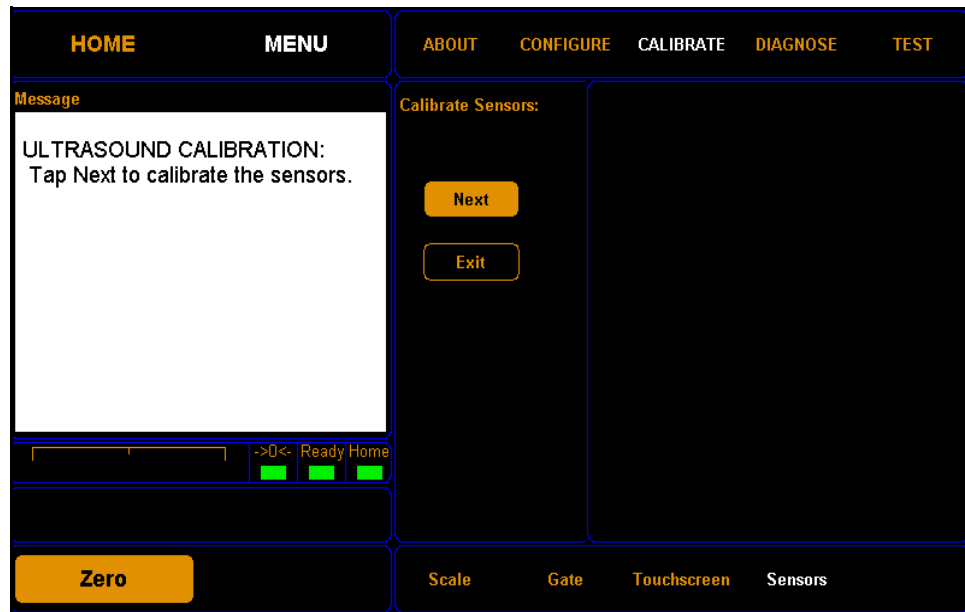 HOME MENU ABOUT CONFIGURE CALIBRATE DIAGNOSE TEST
Message
ULTRASOUND CALIBRATION:
Tap Next to calibrate the sensors.
Calibrate Sensors:
Next
Exit
->0<- Ready Home
Zero
Scale Gate Touchscreen Sensors